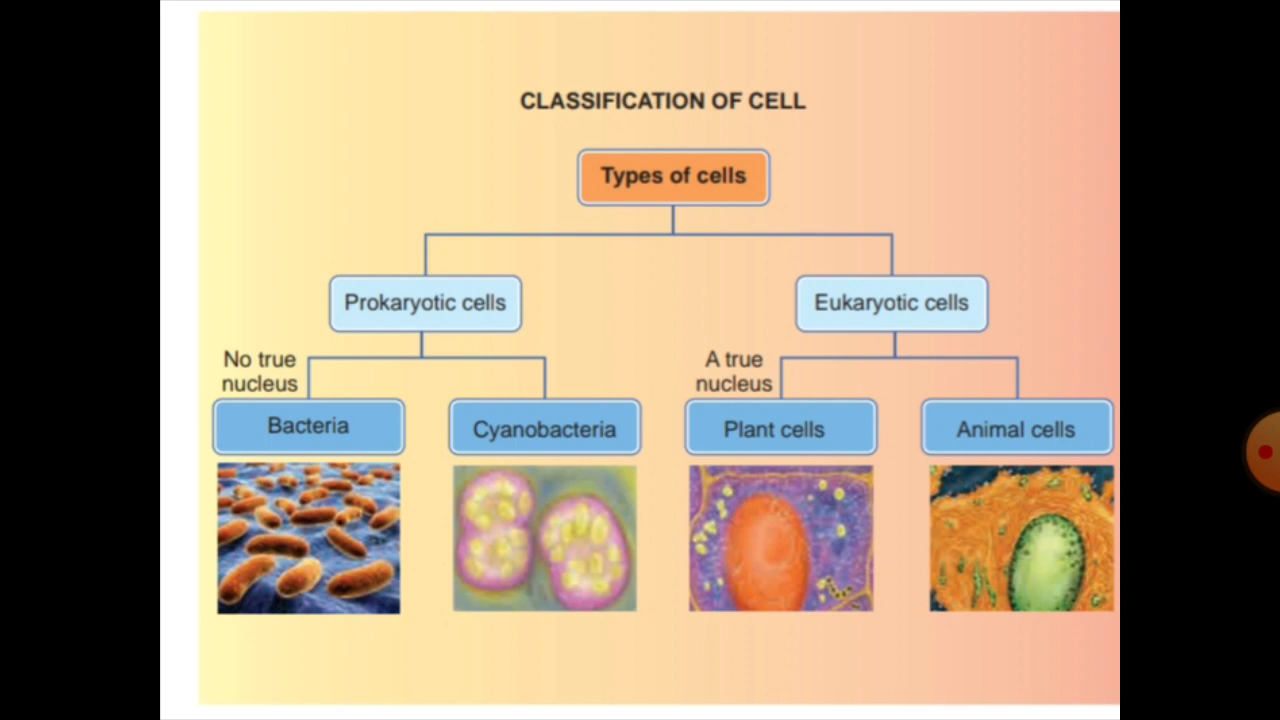 CLASSIFICATION OF CELL
Types of cells
Prokaryotic cells
Eukaryotic cells
No true
nucleus
A true
nucleus
Bacteria
Cyanobacteria
Plant cells
Animal cells